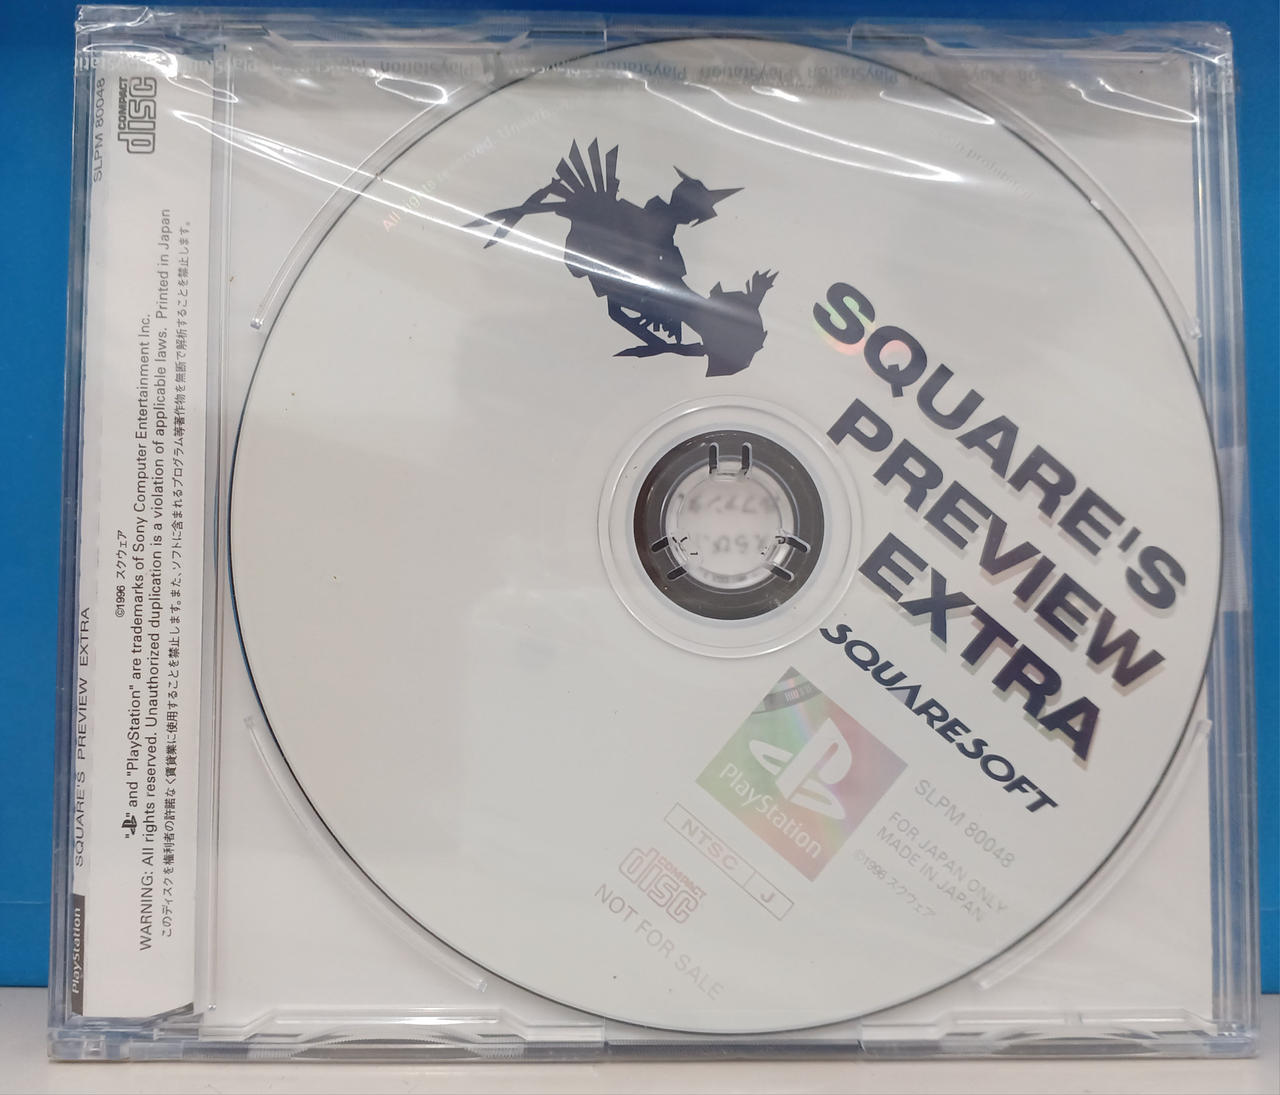 SLPM 80048
COMPACT
disc
PlayStation
SQUARE'S PREVIEW EXTRA
©1996 スクウェア
" " and "PlayStation" are trademarks of Sony Computer Entertainment Inc.
WARNING: All rights reserved. Unauthorized duplication is a violation of applicable laws. Printed in Japan
このディスクを権利者の許諾なく賃貸業に使用することを禁止します。また、ソフトに含まれるプログラム等著作物を無断で解析することを禁止します。
All rights reserved.
SQUARE'S
PREVIEW
EXTRA
SQUARESOFT
PlayStation
NTSC J
COMPACT
disc
NOT FOR SALE
SLPM 80048
FOR JAPAN ONLY
MADE IN JAPAN
©1996 スクウェア